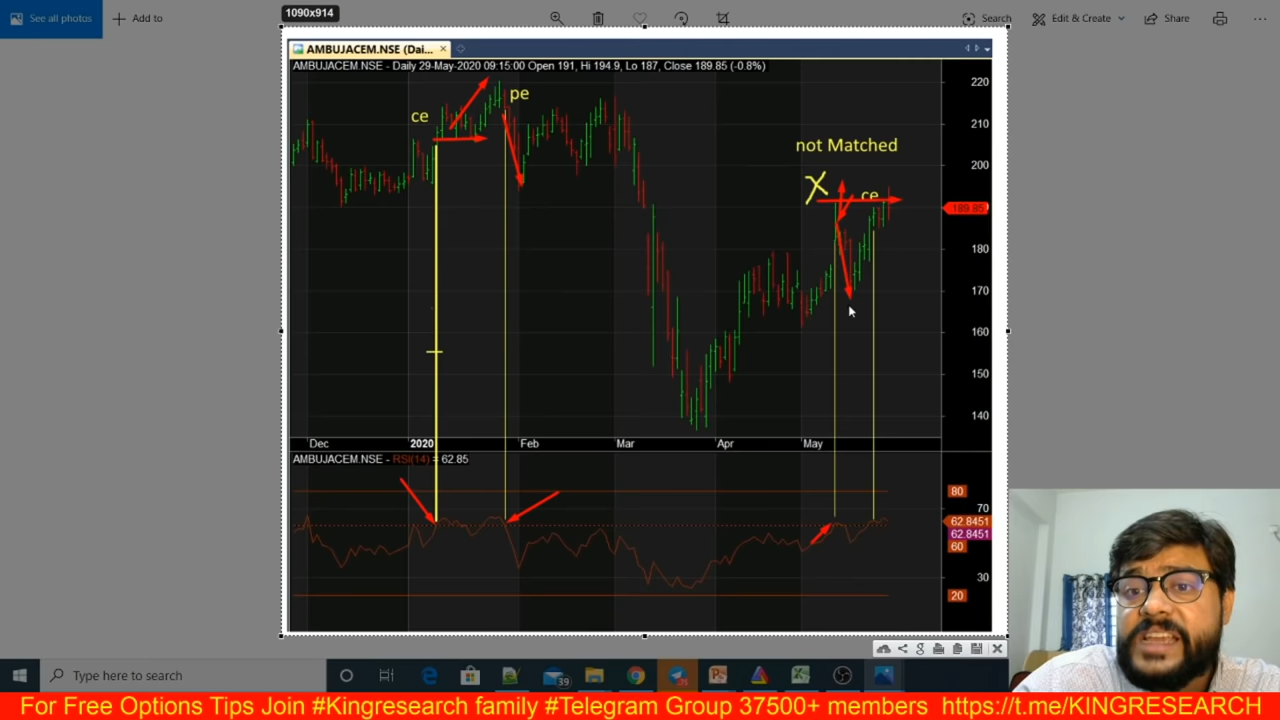 1090x914
See all photos
Add to
Search
Edit & Create
Share
AMBUJACEM.NSE (Dai...
AMBUJACEM.NSE - Daily 29-May-2020 09:15:00 Open 191, Hi 194.9, Lo 187, Close 189.85 (-0.8%)
220
ce
pe
210
not Matched
200
X
ce
189.85
180
170
160
150
140
Dec
2020
Feb
Mar
Apr
May
AMBUJACEM.NSE - RSI(14) = 62.85
80
70
62.8451
62.8451
60
30
20
Type here to search
39
For Free Options Tips Join #Kingresearch family #Telegram Group 37500+ members https://t.me/KINGRESEARCH